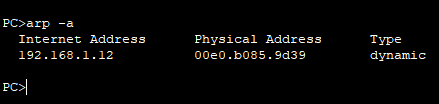 PC>arp -a
Internet Address Physical Address Type
192.168.1.12 00e0.b085.9d39 dynamic
PC>